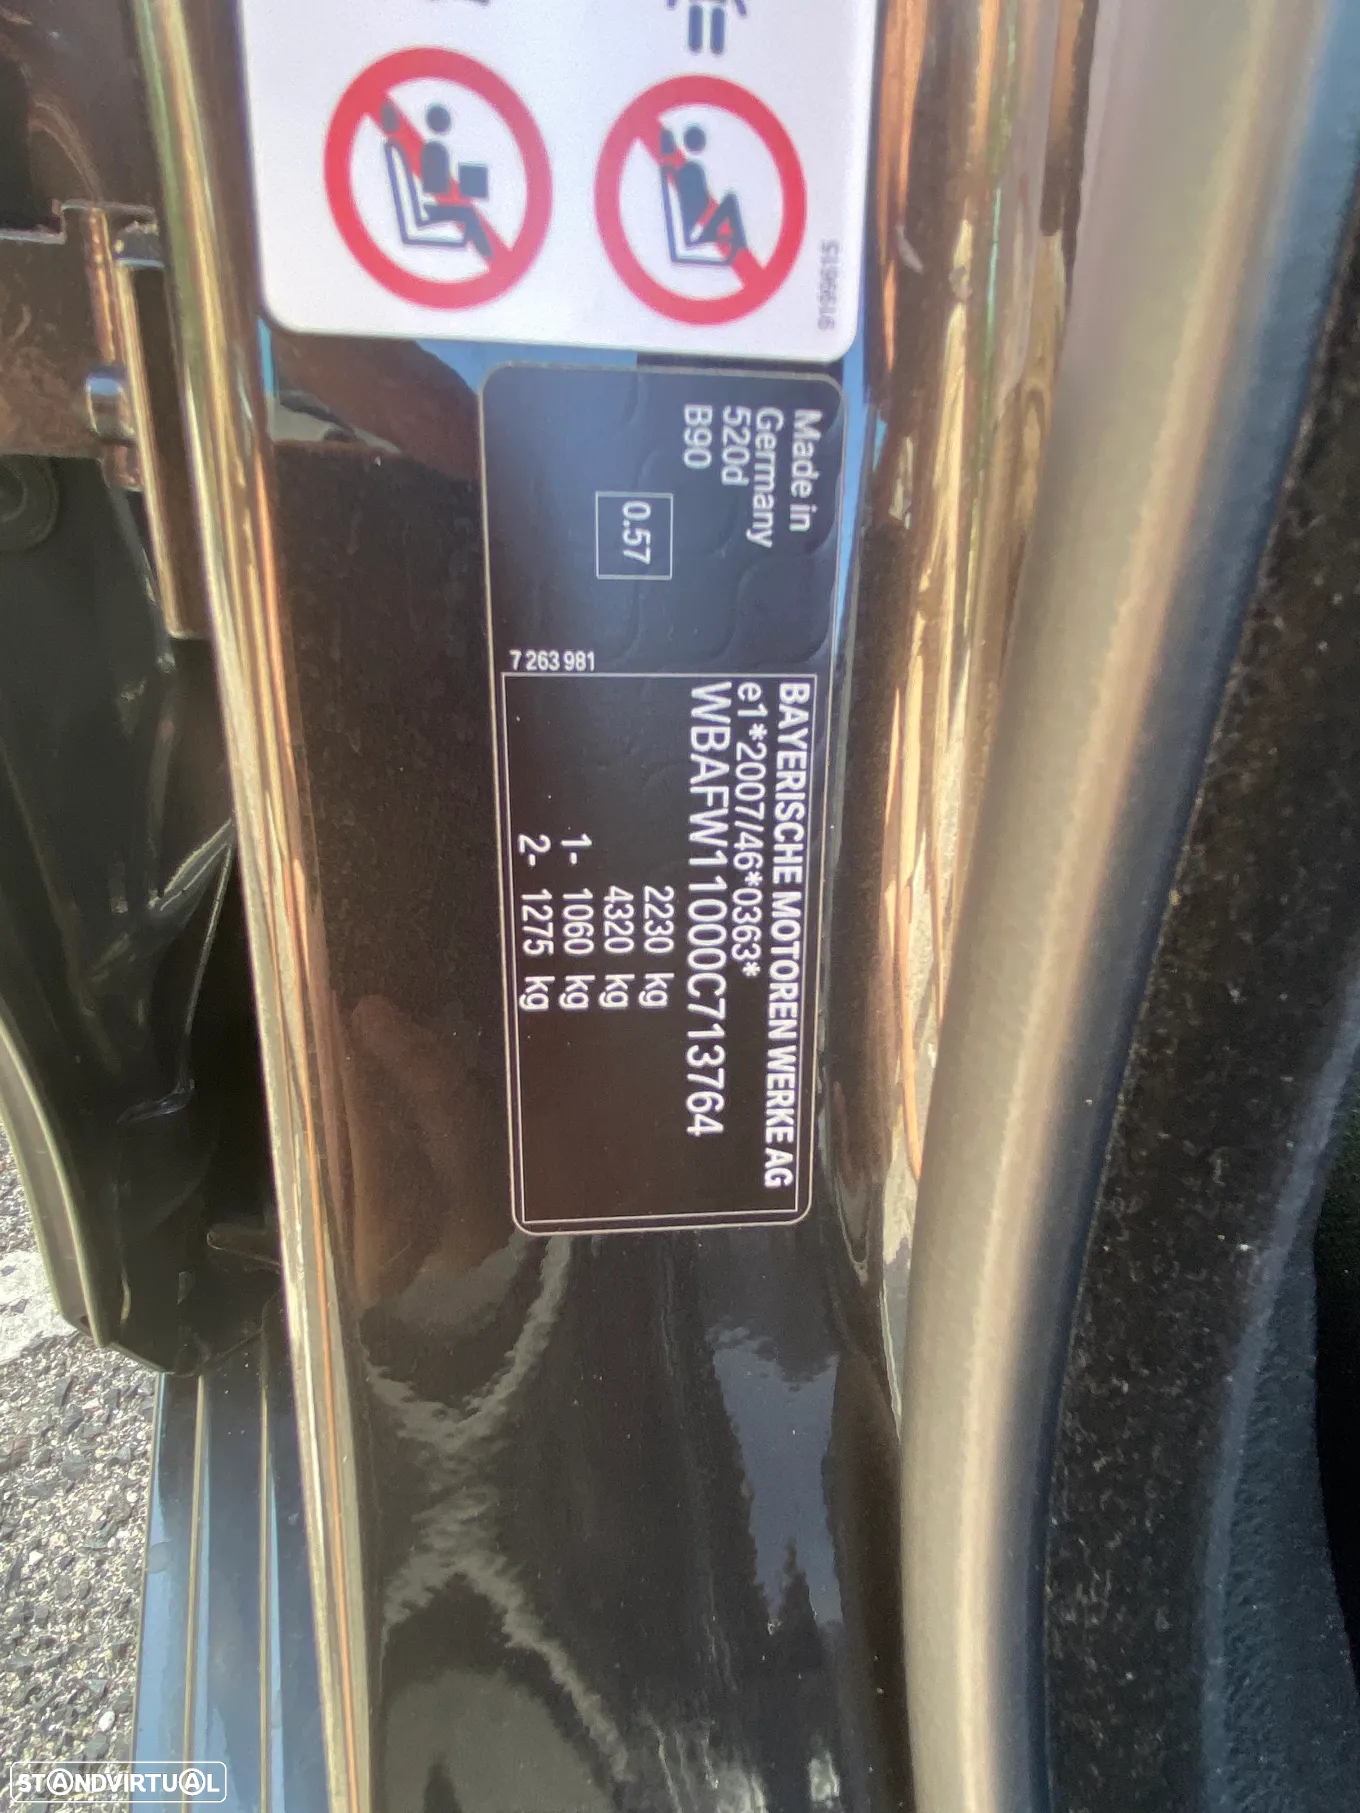 9199615
Made in
Germany
520d
B90
0.57
7 263 981
BAYERISCHE MOTOREN WERKE AG
e1*2007/46*0363*
WBAFW11000C713764
2230 kg
4320 kg
1- 1060 kg
2- 1275 kg
STANDVIRTUAL